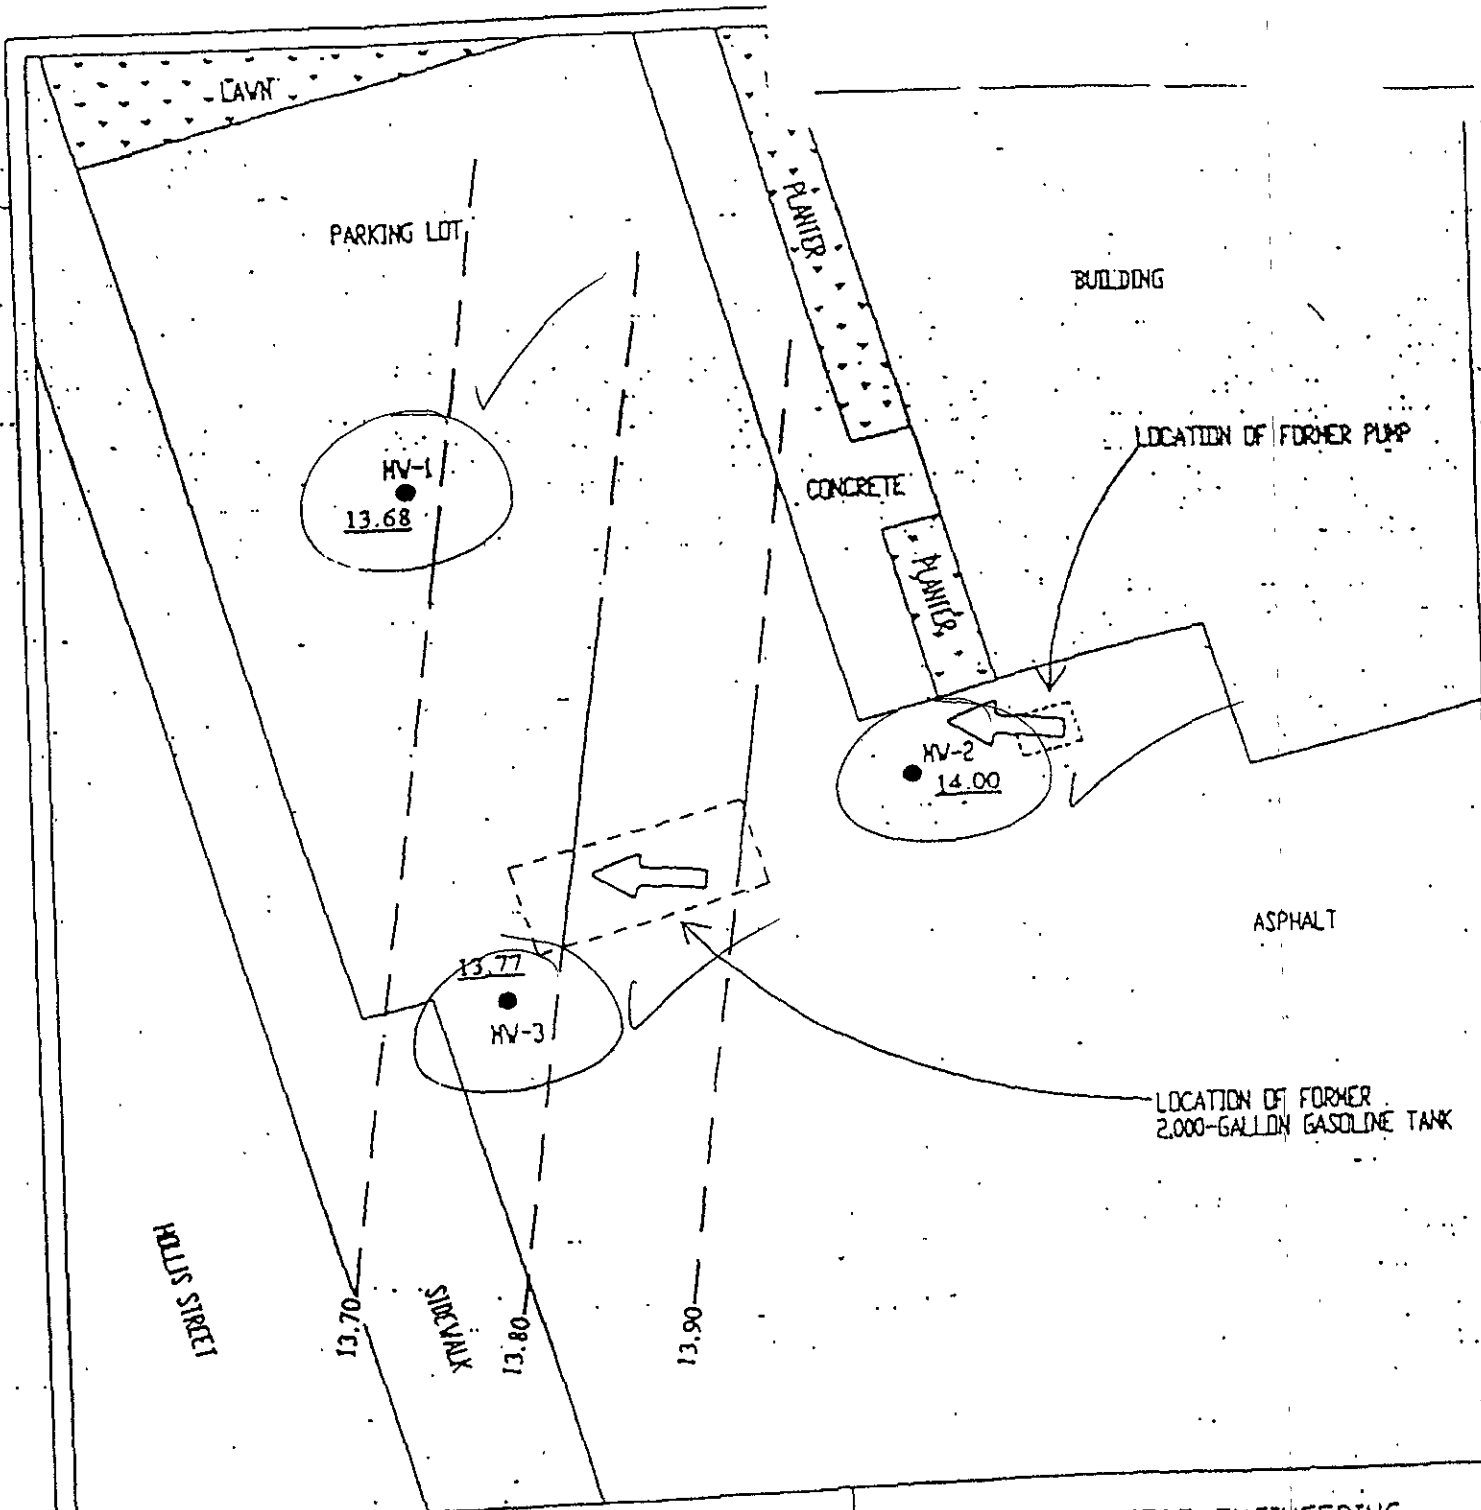 LAWN
PARKING LOT
PLANTER
BUILDING
LOCATION OF FORMER PUMP
MW-1
13.68
CONCRETE
PLANTER
MW-2
14.00
ASPHALT
13.77
MW-3
LOCATION OF FORMER
2,000-GALLON GASOLINE TANK
HOLLIS STREET
13.70
SIDEWALK
13.80
13.90
ENGINEERING